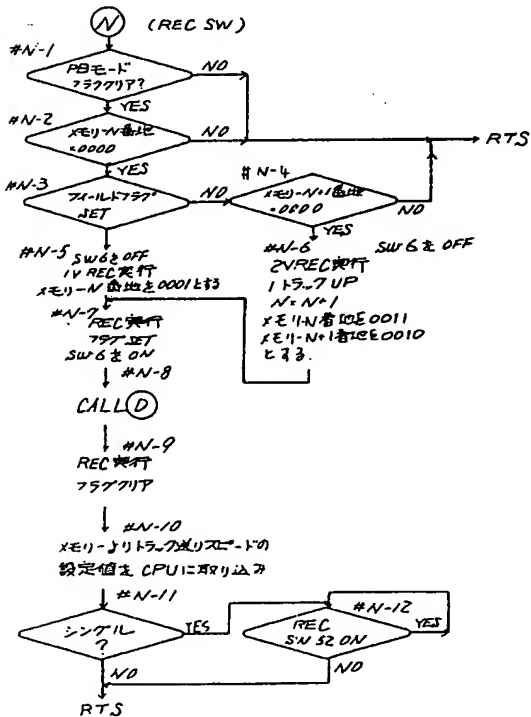 N (REC SW)
#N-1
PBモード
フラグクリア?
NO
YES
#N-2
メモリーN番地
=0000
NO
RTS
YES
#N-3
フィールドフラグ
SET
NO
#N-4
メモリーN+1番地
=0000
NO
YES
#N-5
SW6をOFF
1V REC実行
メモリーN番地を0001とする
#N-6
SW6をOFF
2VREC実行
1トラックUP
N=N+1
メモリN番地を0011
メモリーN+1番地を0010
とする.
#N-7
REC実行
フラグSET
SW6をON
#N-8
CALL D
#N-9
REC実行
フラグクリア
#N-10
メモリーよりトラック送りスピードの
設定値をCPUに取り込み
#N-11
シングル
?
YES
NO
#N-12
REC
SW52ON
YES
NO
RTS